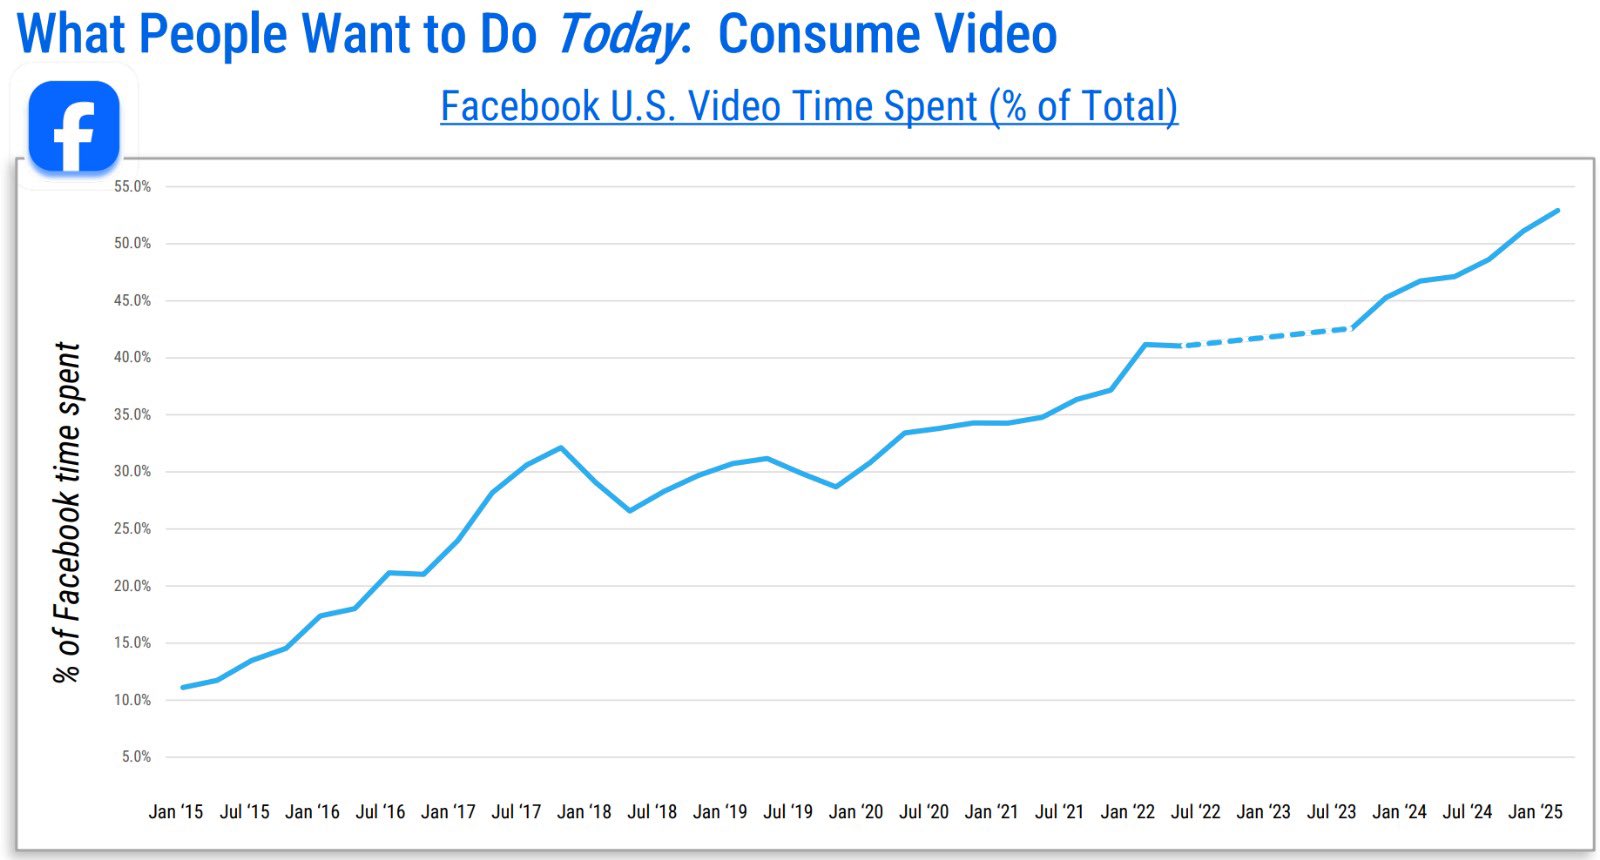 What People Want to Do Today: Consume Video
Facebook U.S. Video Time Spent (% of Total)
% of Facebook time spent
55.0%
50.0%
45.0%
40.0%
35.0%
30.0%
25.0%
20.0%
15.0%
10.0%
5.0%
Jan ‘15 Jul ‘15 Jan ‘16 Jul ‘16 Jan ‘17 Jul ‘17 Jan ‘18 Jul ‘18 Jan ‘19 Jul ‘19 Jan ‘20 Jul ‘20 Jan ‘21 Jul ‘21 Jan ‘22 Jul ‘22 Jan ‘23 Jul ‘23 Jan ‘24 Jul ‘24 Jan ‘25